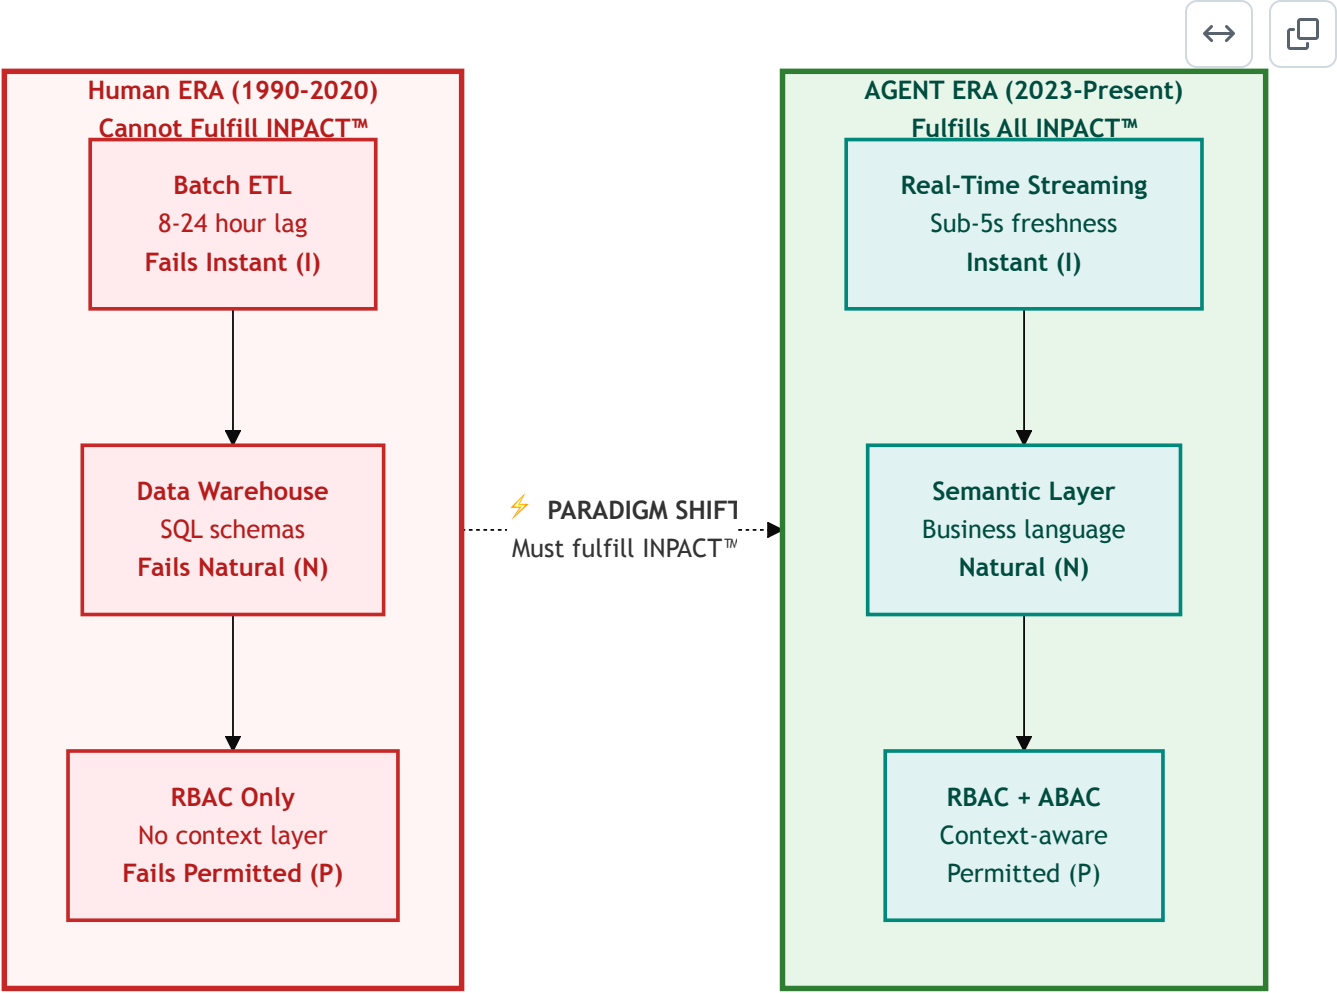 Human ERA (1990-2020)
Cannot Fulfill INPACT™
Batch ETL
8-24 hour lag
Fails Instant (I)
Data Warehouse
SQL schemas
Fails Natural (N)
RBAC Only
No context layer
Fails Permitted (P)
⚡ PARADIGM SHIFT
Must fulfill INPACT™
AGENT ERA (2023-Present)
Fulfills All INPACT™
Real-Time Streaming
Sub-5s freshness
Instant (I)
Semantic Layer
Business language
Natural (N)
RBAC + ABAC
Context-aware
Permitted (P)